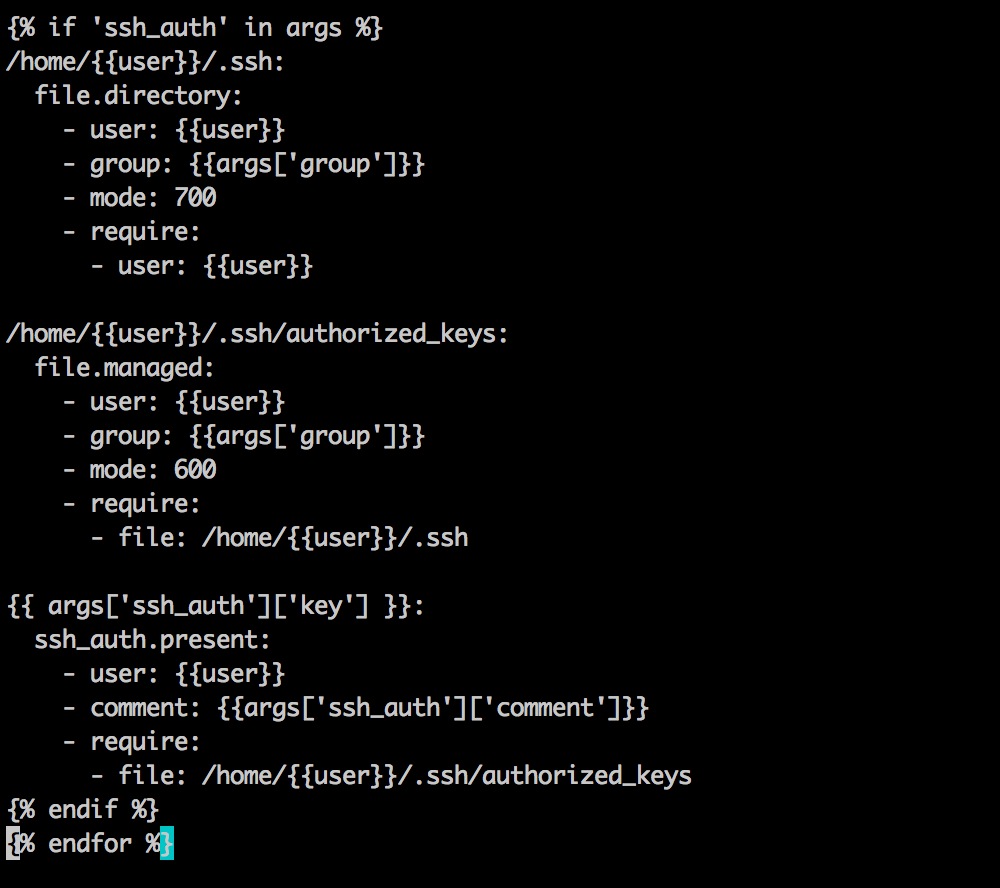 {% if 'ssh_auth' in args %}
/home/{{user}}/.ssh:
  file.directory:
    - user: {{user}}
    - group: {{args['group']}}
    - mode: 700
    - require:
      - user: {{user}}

/home/{{user}}/.ssh/authorized_keys:
  file.managed:
    - user: {{user}}
    - group: {{args['group']}}
    - mode: 600
    - require:
      - file: /home/{{user}}/.ssh

{{ args['ssh_auth']['key'] }}:
  ssh_auth.present:
    - user: {{user}}
    - comment: {{args['ssh_auth']['comment']}}
    - require:
      - file: /home/{{user}}/.ssh/authorized_keys
{% endif %}
{% endfor %}